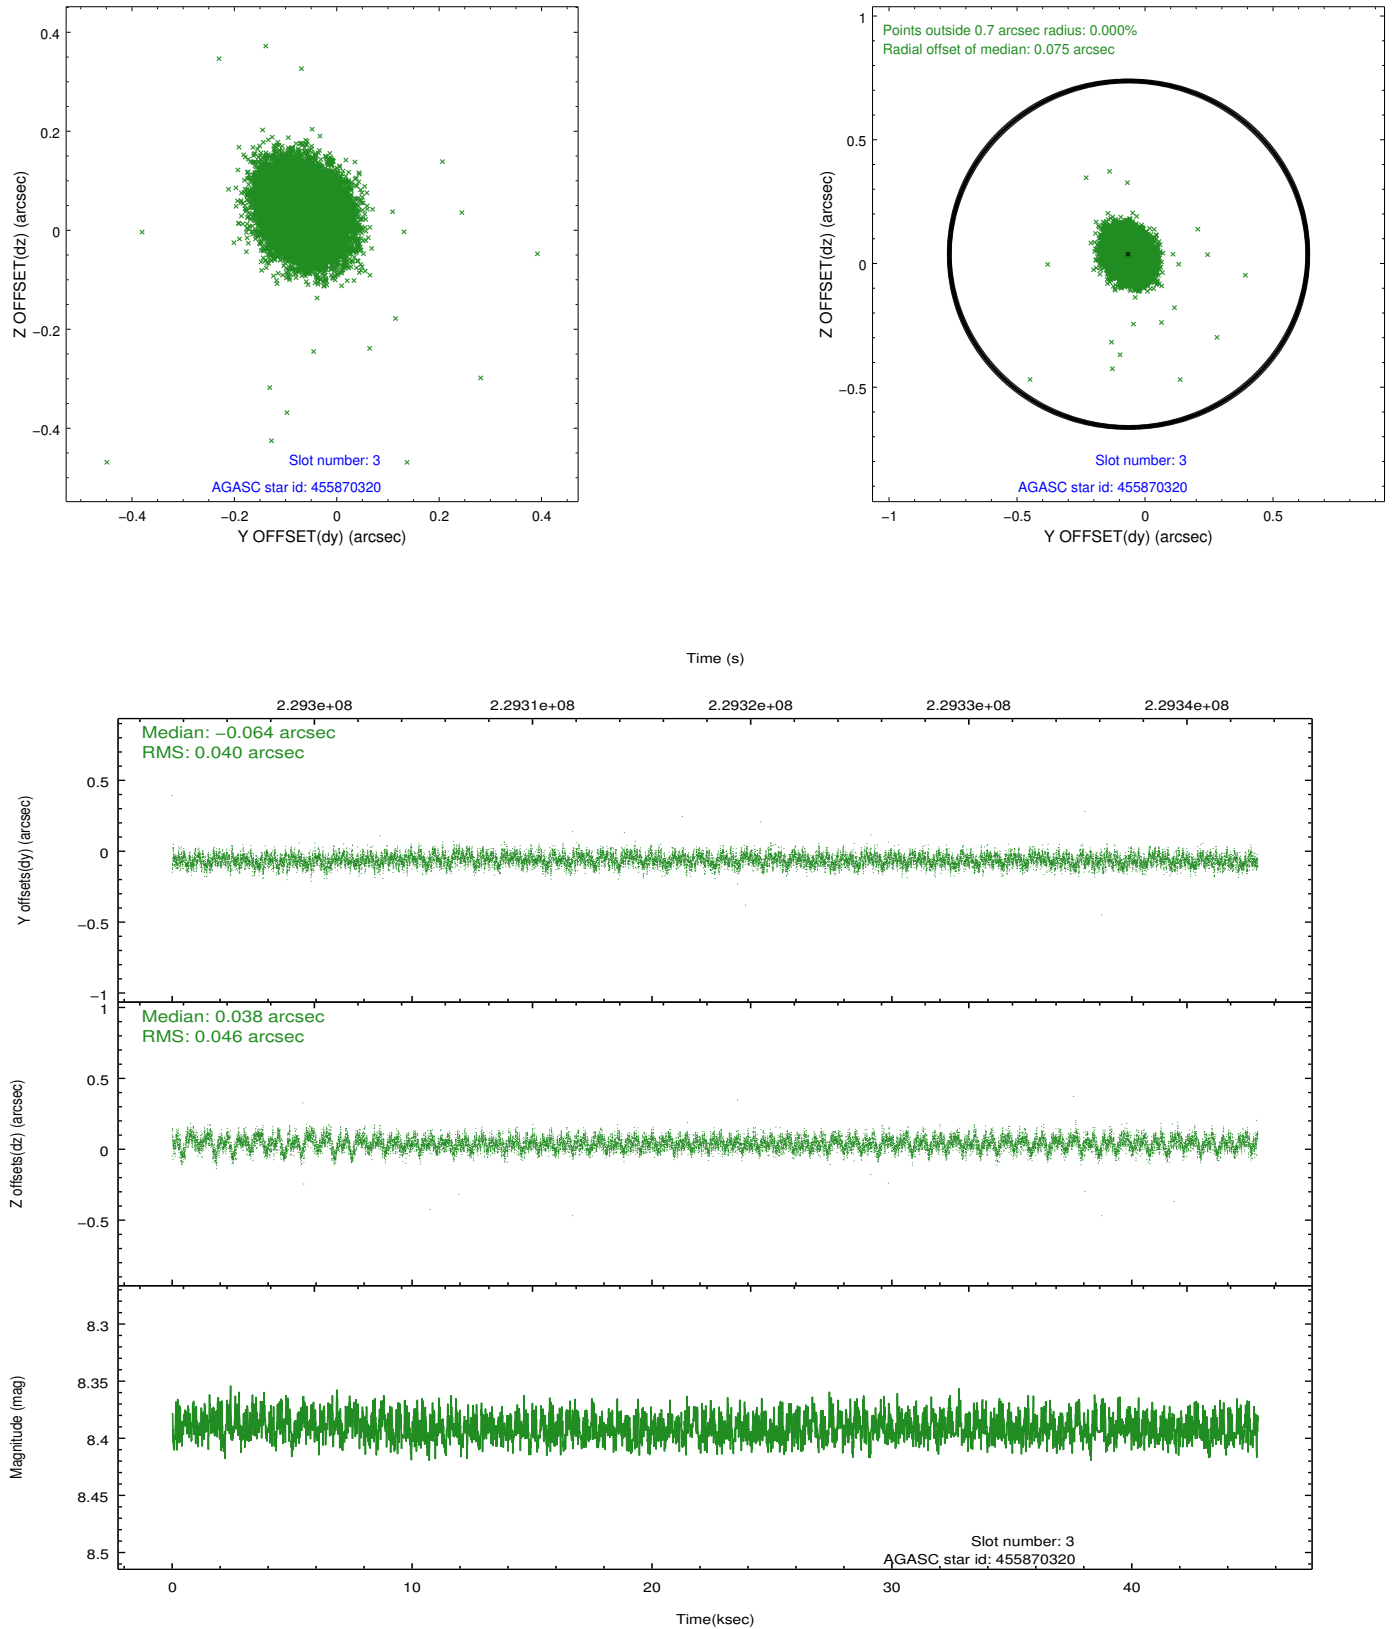 0.4
0.2
0
−0.2
−0.4
Z OFFSET(dz) (arcsec)
Slot number: 3
AGASC star id: 455870320
−0.4 −0.2 0 0.2 0.4
Y OFFSET(dy) (arcsec)
Points outside 0.7 arcsec radius: 0.000%
Radial offset of median: 0.075 arcsec
1
0.5
0
−0.5
Z OFFSET(dz) (arcsec)
Slot number: 3
AGASC star id: 455870320
−1 −0.5 0 0.5
Y OFFSET(dy) (arcsec)
Time (s)
2.293e+08 2.2931e+08 2.2932e+08 2.2933e+08 2.2934e+08
Median: −0.064 arcsec
RMS: 0.040 arcsec
0.5
0
−0.5
−1
Y offsets(dy) (arcsec)
Median: 0.038 arcsec
RMS: 0.046 arcsec
1
0.5
0
−0.5
Z offsets(dz) (arcsec)
8.3
8.35
8.4
8.45
8.5
Magnitude (mag)
Slot number: 3
AGASC star id: 455870320
0 10 20 30 40
Time(ksec)